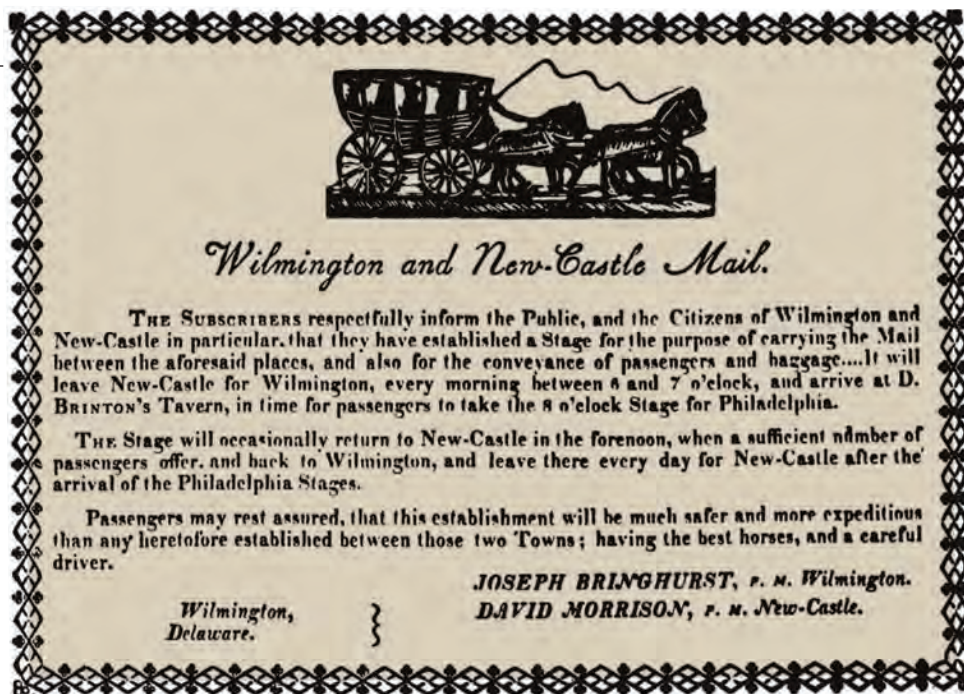 Wilmington and New-Castle Mail.
THE SUBSCRIBERS respectfully inform the Public, and the Citizens of Wilmington and
New-Castle in particular, that they have established a Stage for the purpose of carrying the Mail
between the aforesaid places, and also for the conveyance of passengers and baggage....It will
leave New-Castle for Wilmington, every morning between 6 and 7 o'clock, and arrive at D.
BRINTON'S Tavern, in time for passengers to take the 8 o'clock Stage for Philadelphia.
THE Stage will occasionally return to New-Castle in the forenoon, when a sufficient number of
passengers offer, and back to Wilmington, and leave there every day for New-Castle after the
arrival of the Philadelphia Stages.
Passengers may rest assured, that this establishment will be much safer and more expeditious
than any heretofore established between those two Towns; having the best horses, and a careful
driver.
JOSEPH BRINGHURST, P. M. Wilmington.
DAVID MORRISON, P. M. New-Castle.
Wilmington,
Delaware.